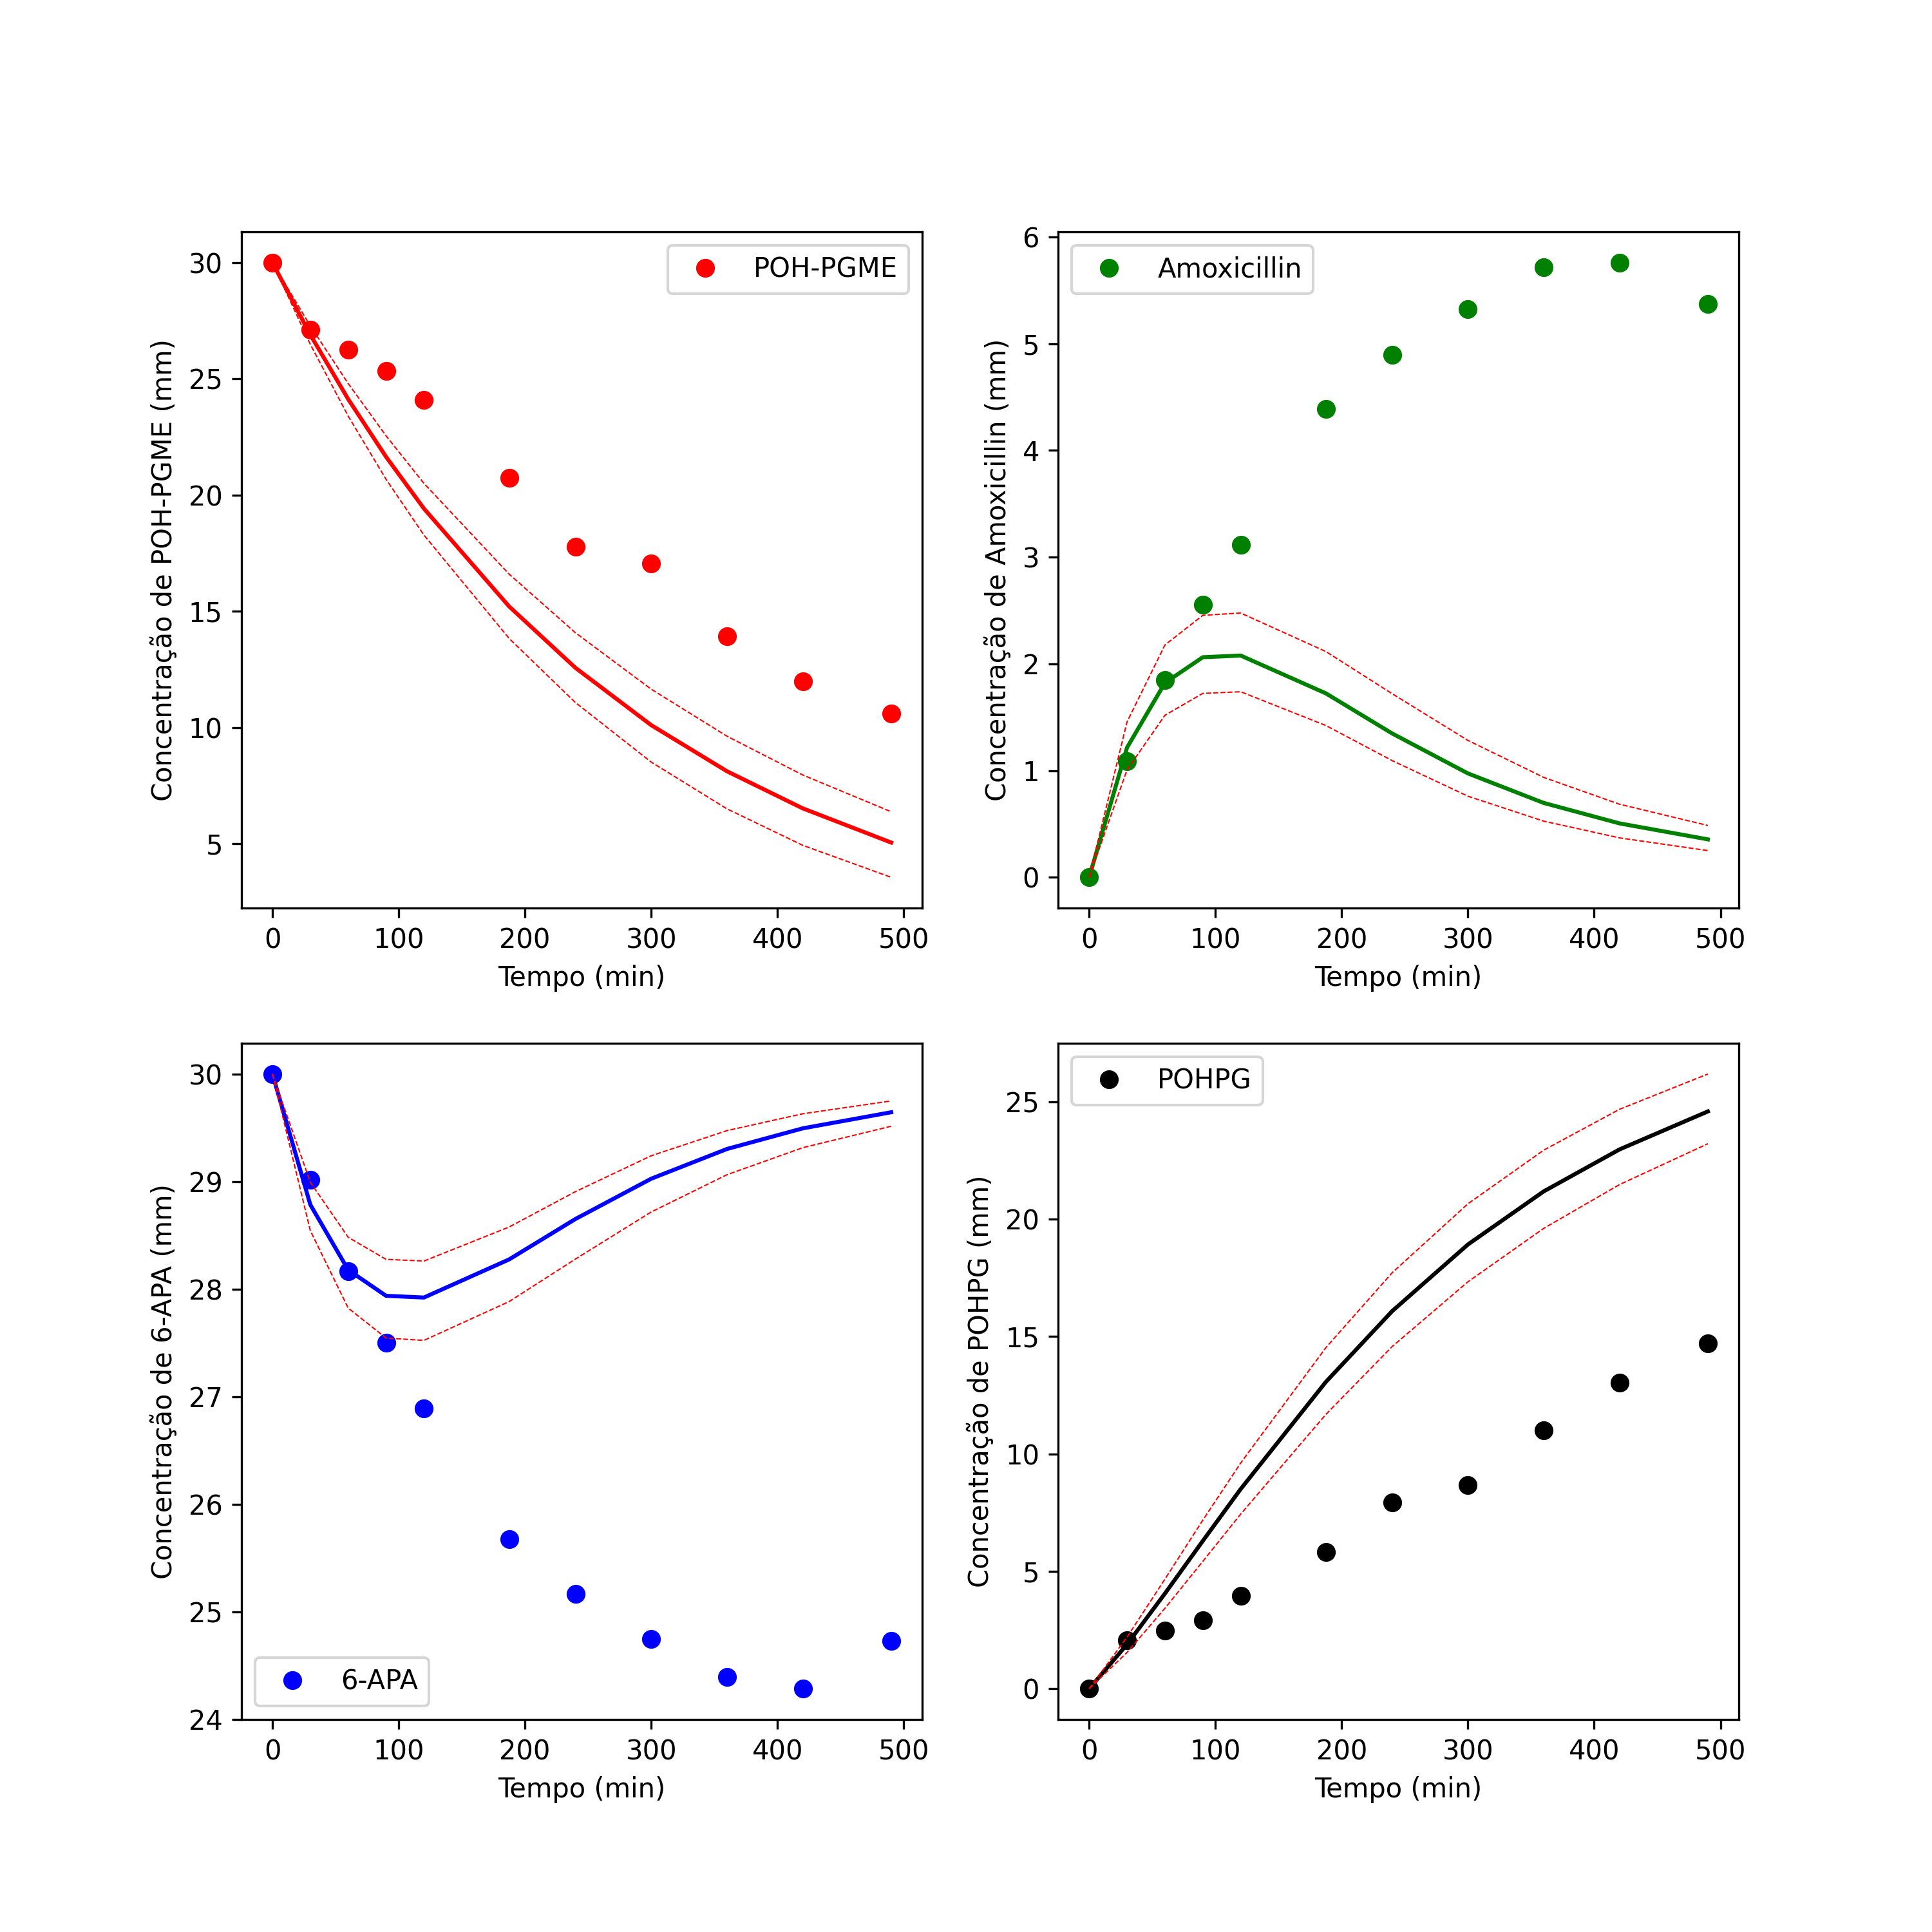 POH-PGME
Concentração de POH-PGME (mm)
30
25
20
15
10
5
0 100 200 300 400 500
Tempo (min)
Amoxicillin
Concentração de Amoxicillin (mm)
6
5
4
3
2
1
0
0 100 200 300 400 500
Tempo (min)
6-APA
Concentração de 6-APA (mm)
30
29
28
27
26
25
24
0 100 200 300 400 500
Tempo (min)
POHPG
Concentração de POHPG (mm)
25
20
15
10
5
0
0 100 200 300 400 500
Tempo (min)